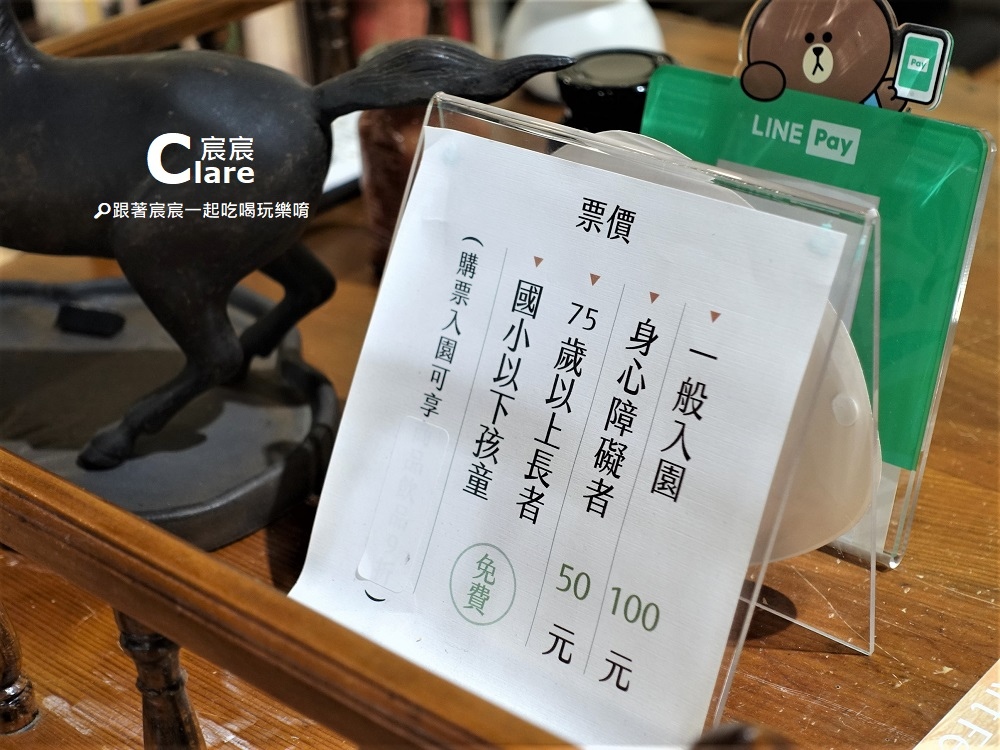 Clare 宸宸
跟著宸宸一起吃喝玩樂唷
LINE Pay
Pay
票價
一般入園 100 元
身心障礙者 50 元
75歲以上長者
國小以下孩童
免費
(購票入園可享
)